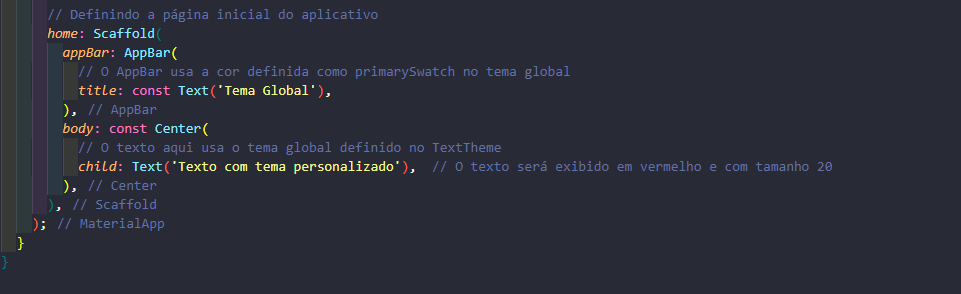 // Definindo a página inicial do aplicativo
home: Scaffold(
appBar: AppBar(
// O AppBar usa a cor definida como primarySwatch no tema global
title: const Text('Tema Global'),
), // AppBar
body: const Center(
// O texto aqui usa o tema global definido no TextTheme
child: Text('Texto com tema personalizado'),  // O texto será exibido em vermelho e com tamanho 20
), // Center
), // Scaffold
); // MaterialApp
}
}